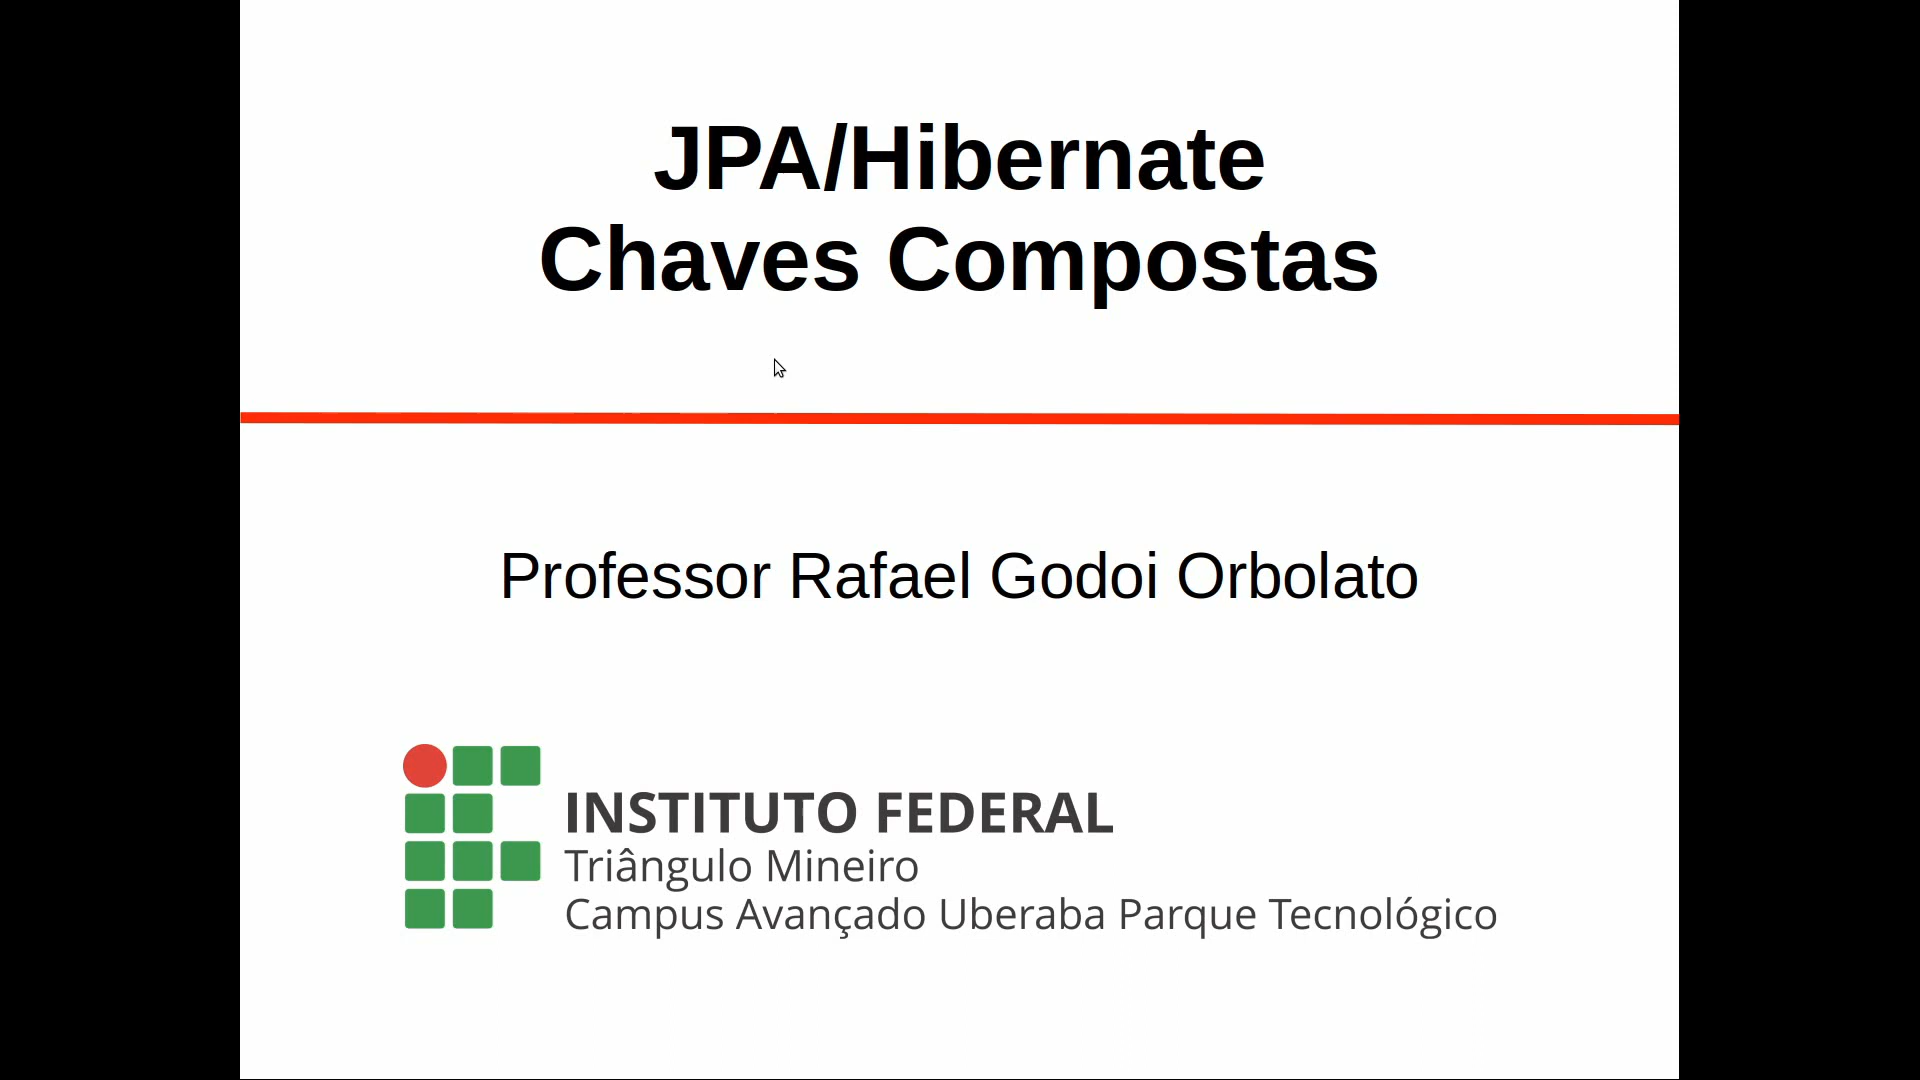 JPA/Hibernate
Chaves Compostas
Professor Rafael Godoi Orbolato
INSTITUTO FEDERAL
Triângulo Mineiro
Campus Avançado Uberaba Parque Tecnológico